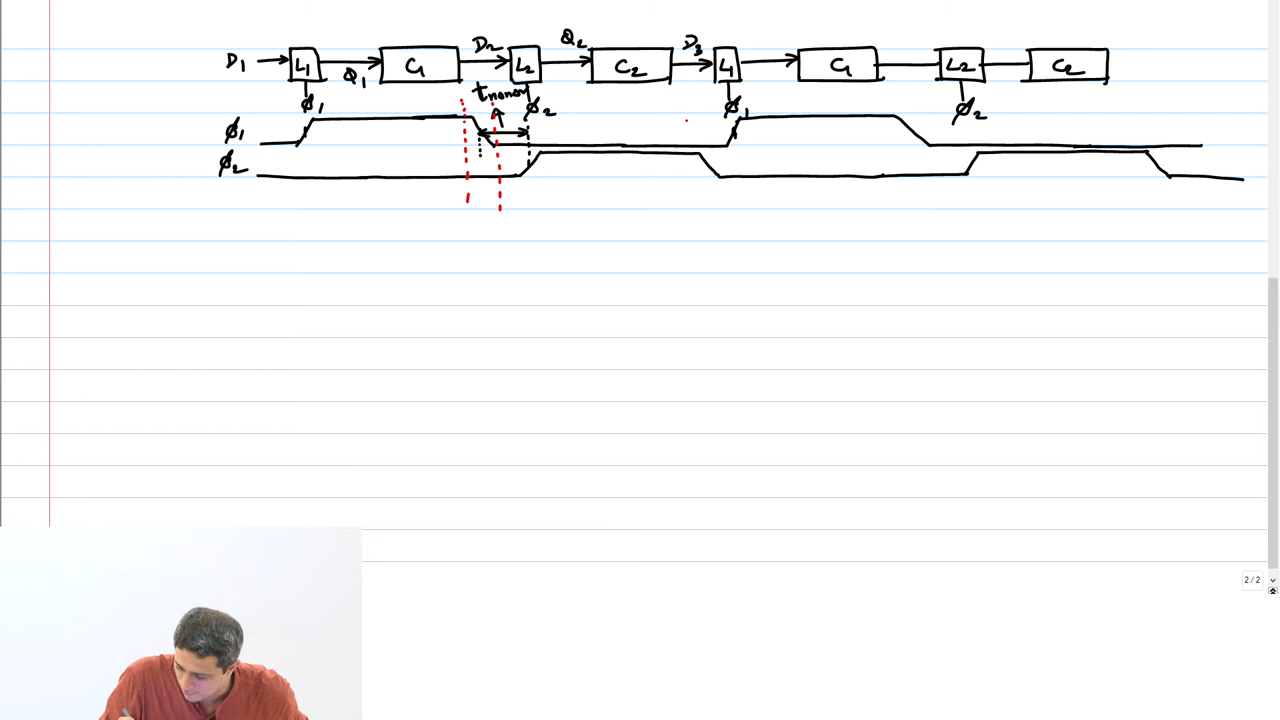 D₁ L₁ Q₁ C₁ D₂ L₂ Q₂ C₂ D₃ L₁ C₁ L₂ C₂
tnonov
ϕ₁ ϕ₂ ϕ₁ ϕ₂
ϕ₁
ϕ₂
2 / 2